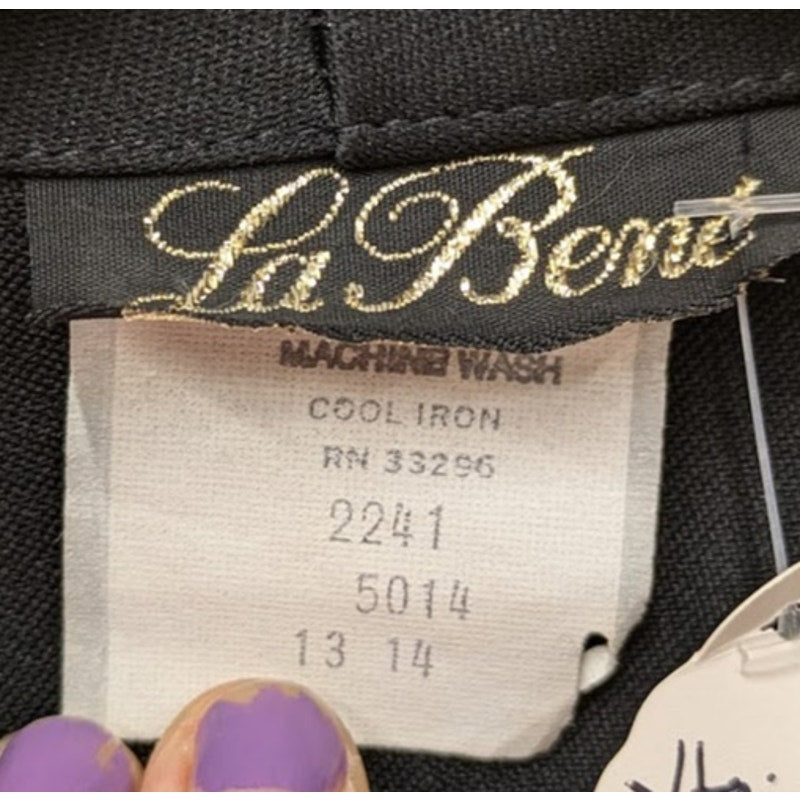 La Bené
MACHINE WASH
COOL IRON
RN 33296
2241
5014
13 14